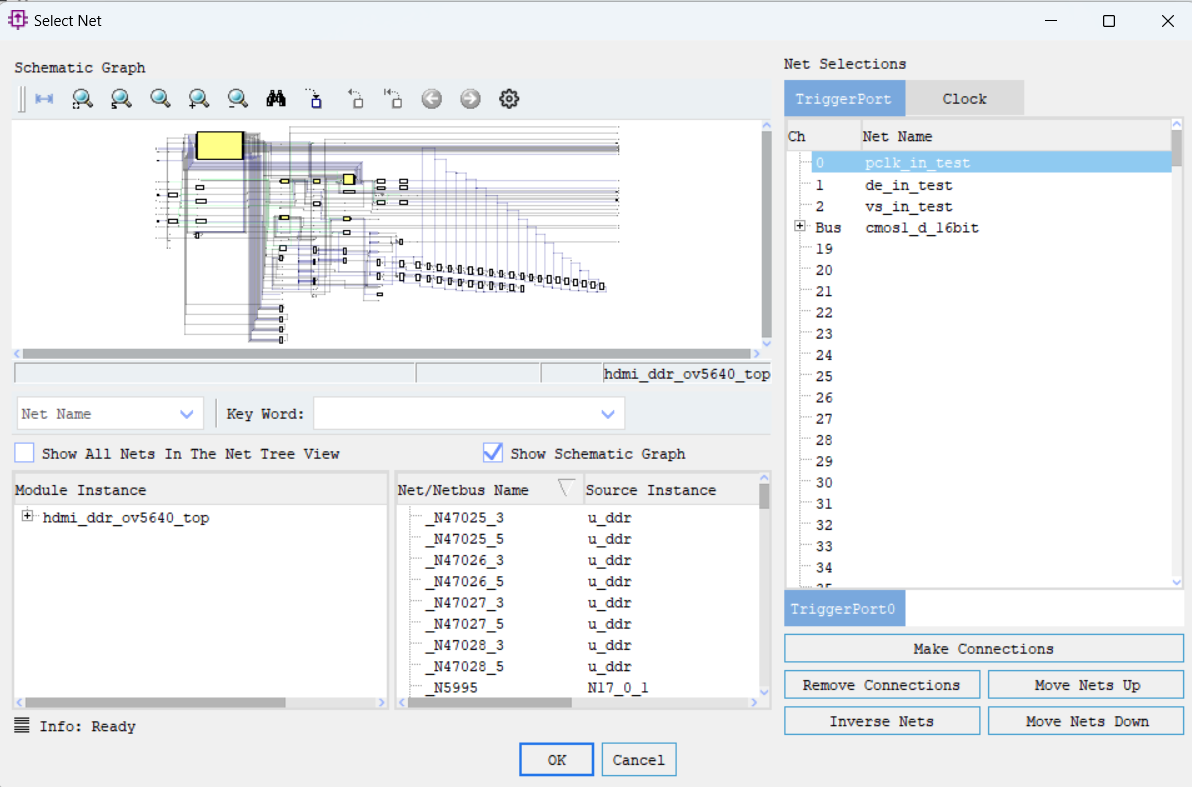 Select Net
Schematic Graph
hdmi_ddr_ov5640_top
Net Name
Key Word:
Show All Nets In The Net Tree View
Show Schematic Graph
Module Instance
hdmi_ddr_ov5640_top
Net/Netbus Name Source Instance
_N47025_3 u_ddr
_N47025_5 u_ddr
_N47026_3 u_ddr
_N47026_5 u_ddr
_N47027_3 u_ddr
_N47027_5 u_ddr
_N47028_3 u_ddr
_N47028_5 u_ddr
_N5995 N17_0_1
Info: Ready
Net Selections
TriggerPort Clock
Ch Net Name
0 pclk_in_test
1 de_in_test
2 vs_in_test
Bus cmos1_d_16bit
19
20
21
22
23
24
25
26
27
28
29
30
31
32
33
34
35
TriggerPort0
Make Connections
Remove Connections Move Nets Up
Inverse Nets Move Nets Down
OK Cancel